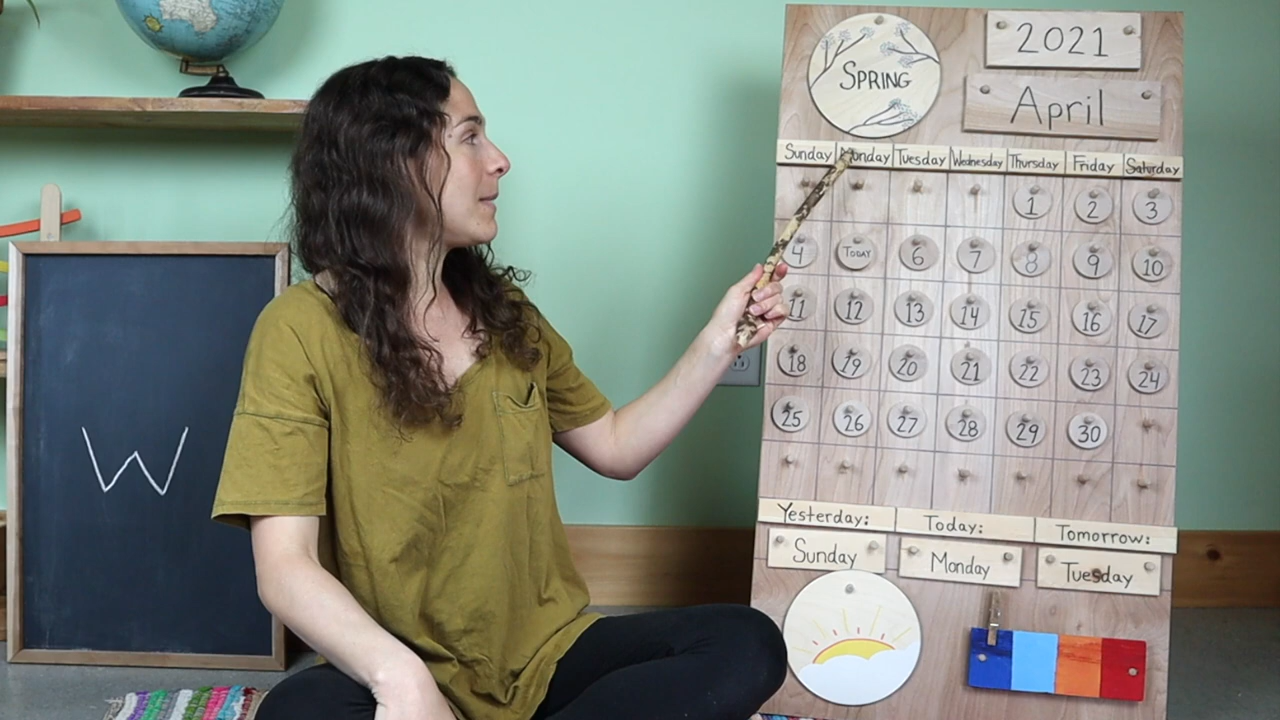 SPRING
2021
April
Sunday Monday Tuesday Wednesday Thursday Friday Saturday
1 2 3
4 TODAY 6 7 8 9 10
11 12 13 14 15 16 17
18 19 20 21 22 23 24
25 26 27 28 29 30
Yesterday: Today: Tomorrow:
Sunday Monday Tuesday
W